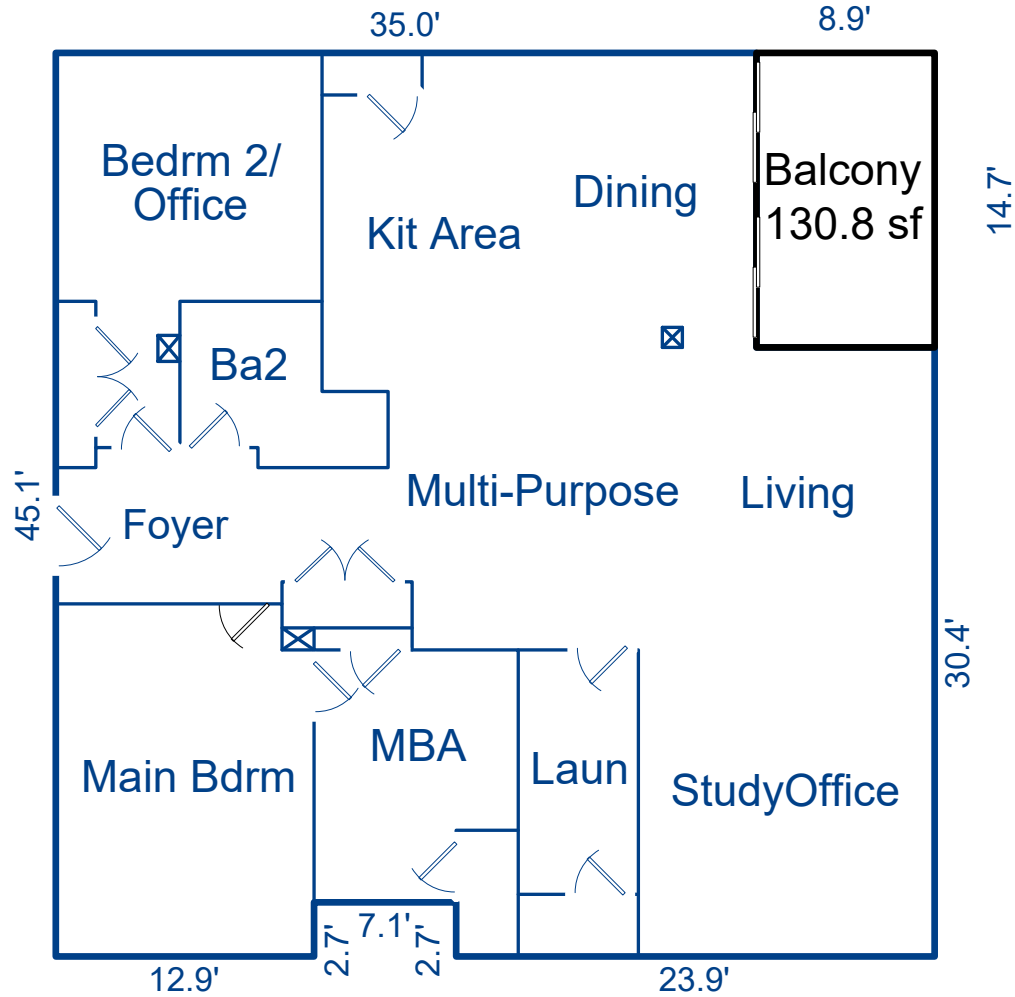 35.0'
8.9'
Bedrm 2/
Office
Kit Area
Dining
Balcony
130.8 sf
14.7'
Ba2
45.1'
Foyer
Multi-Purpose
Living
30.4'
Main Bdrm
MBA
Laun
StudyOffice
7.1'
2.7'
2.7'
12.9'
23.9'